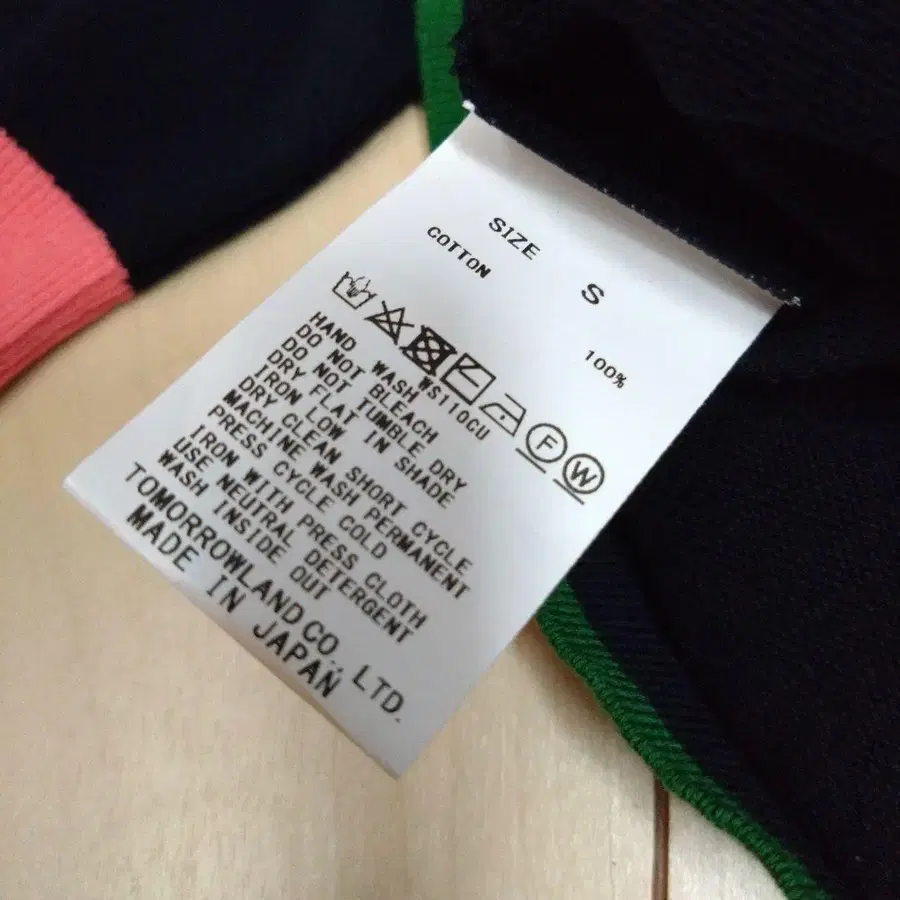 SIZE S
COTTON 100%
F W
WS110CU
HAND WASH
DO NOT BLEACH
DO NOT TUMBLE DRY
DRY FLAT IN SHADE
IRON LOW
DRY CLEAN SHORT CYCLE
MACHINE WASH PERMANENT
PRESS CYCLE COLD
IRON WITH PRESS CLOTH
USE NEUTRAL DETERGENT
WASH INSIDE OUT
TOMORROWLAND CO., LTD.
MADE IN JAPAN